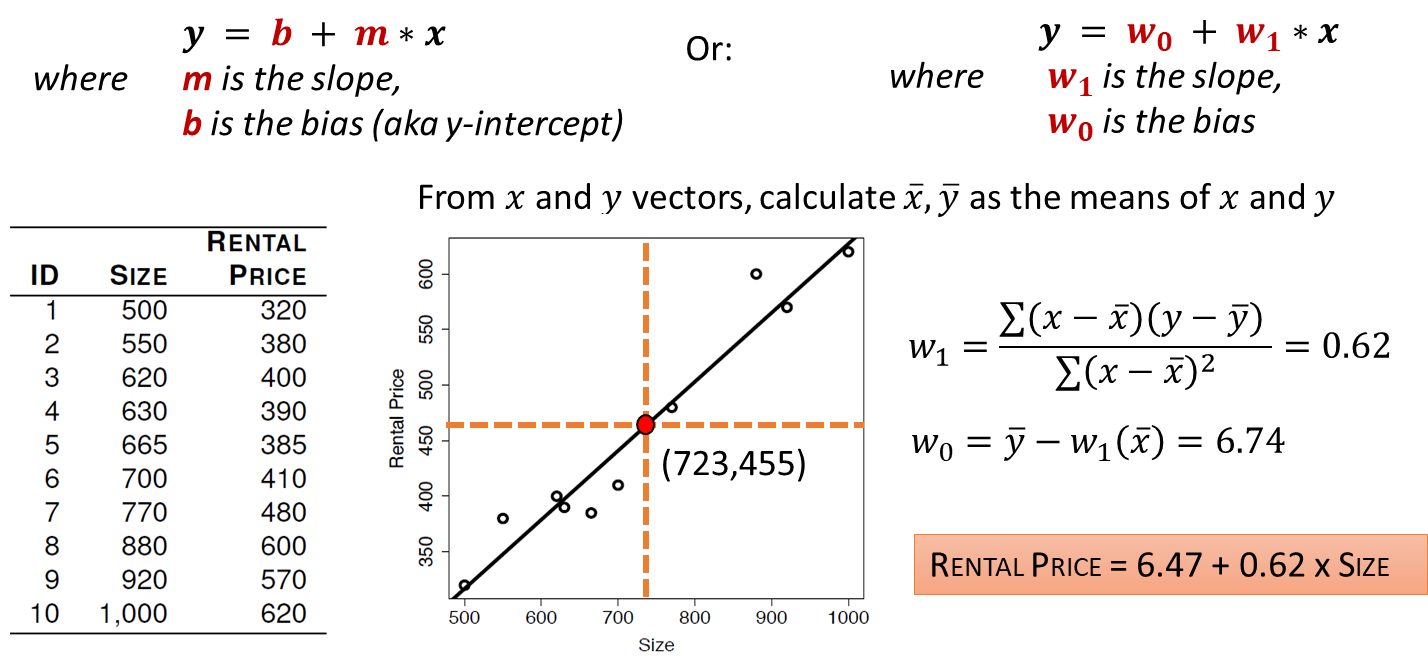 y = b + m ∗ x
where m is the slope,
b is the bias (aka y-intercept)
Or:
y = w₀ + w₁ ∗ x
where w₁ is the slope,
w₀ is the bias
From x and y vectors, calculate x̄, ȳ as the means of x and y
RENTAL
ID SIZE PRICE
1 500 320
2 550 380
3 620 400
4 630 390
5 665 385
6 700 410
7 770 480
8 880 600
9 920 570
10 1,000 620
Rental Price
600
550
500
450
400
350
(723,455)
500 600 700 800 900 1000
Size
w₁ = ∑(x − x̄)(y − ȳ) / ∑(x − x̄)² = 0.62
w₀ = ȳ − w₁(x̄) = 6.74
RENTAL PRICE = 6.47 + 0.62 x SIZE